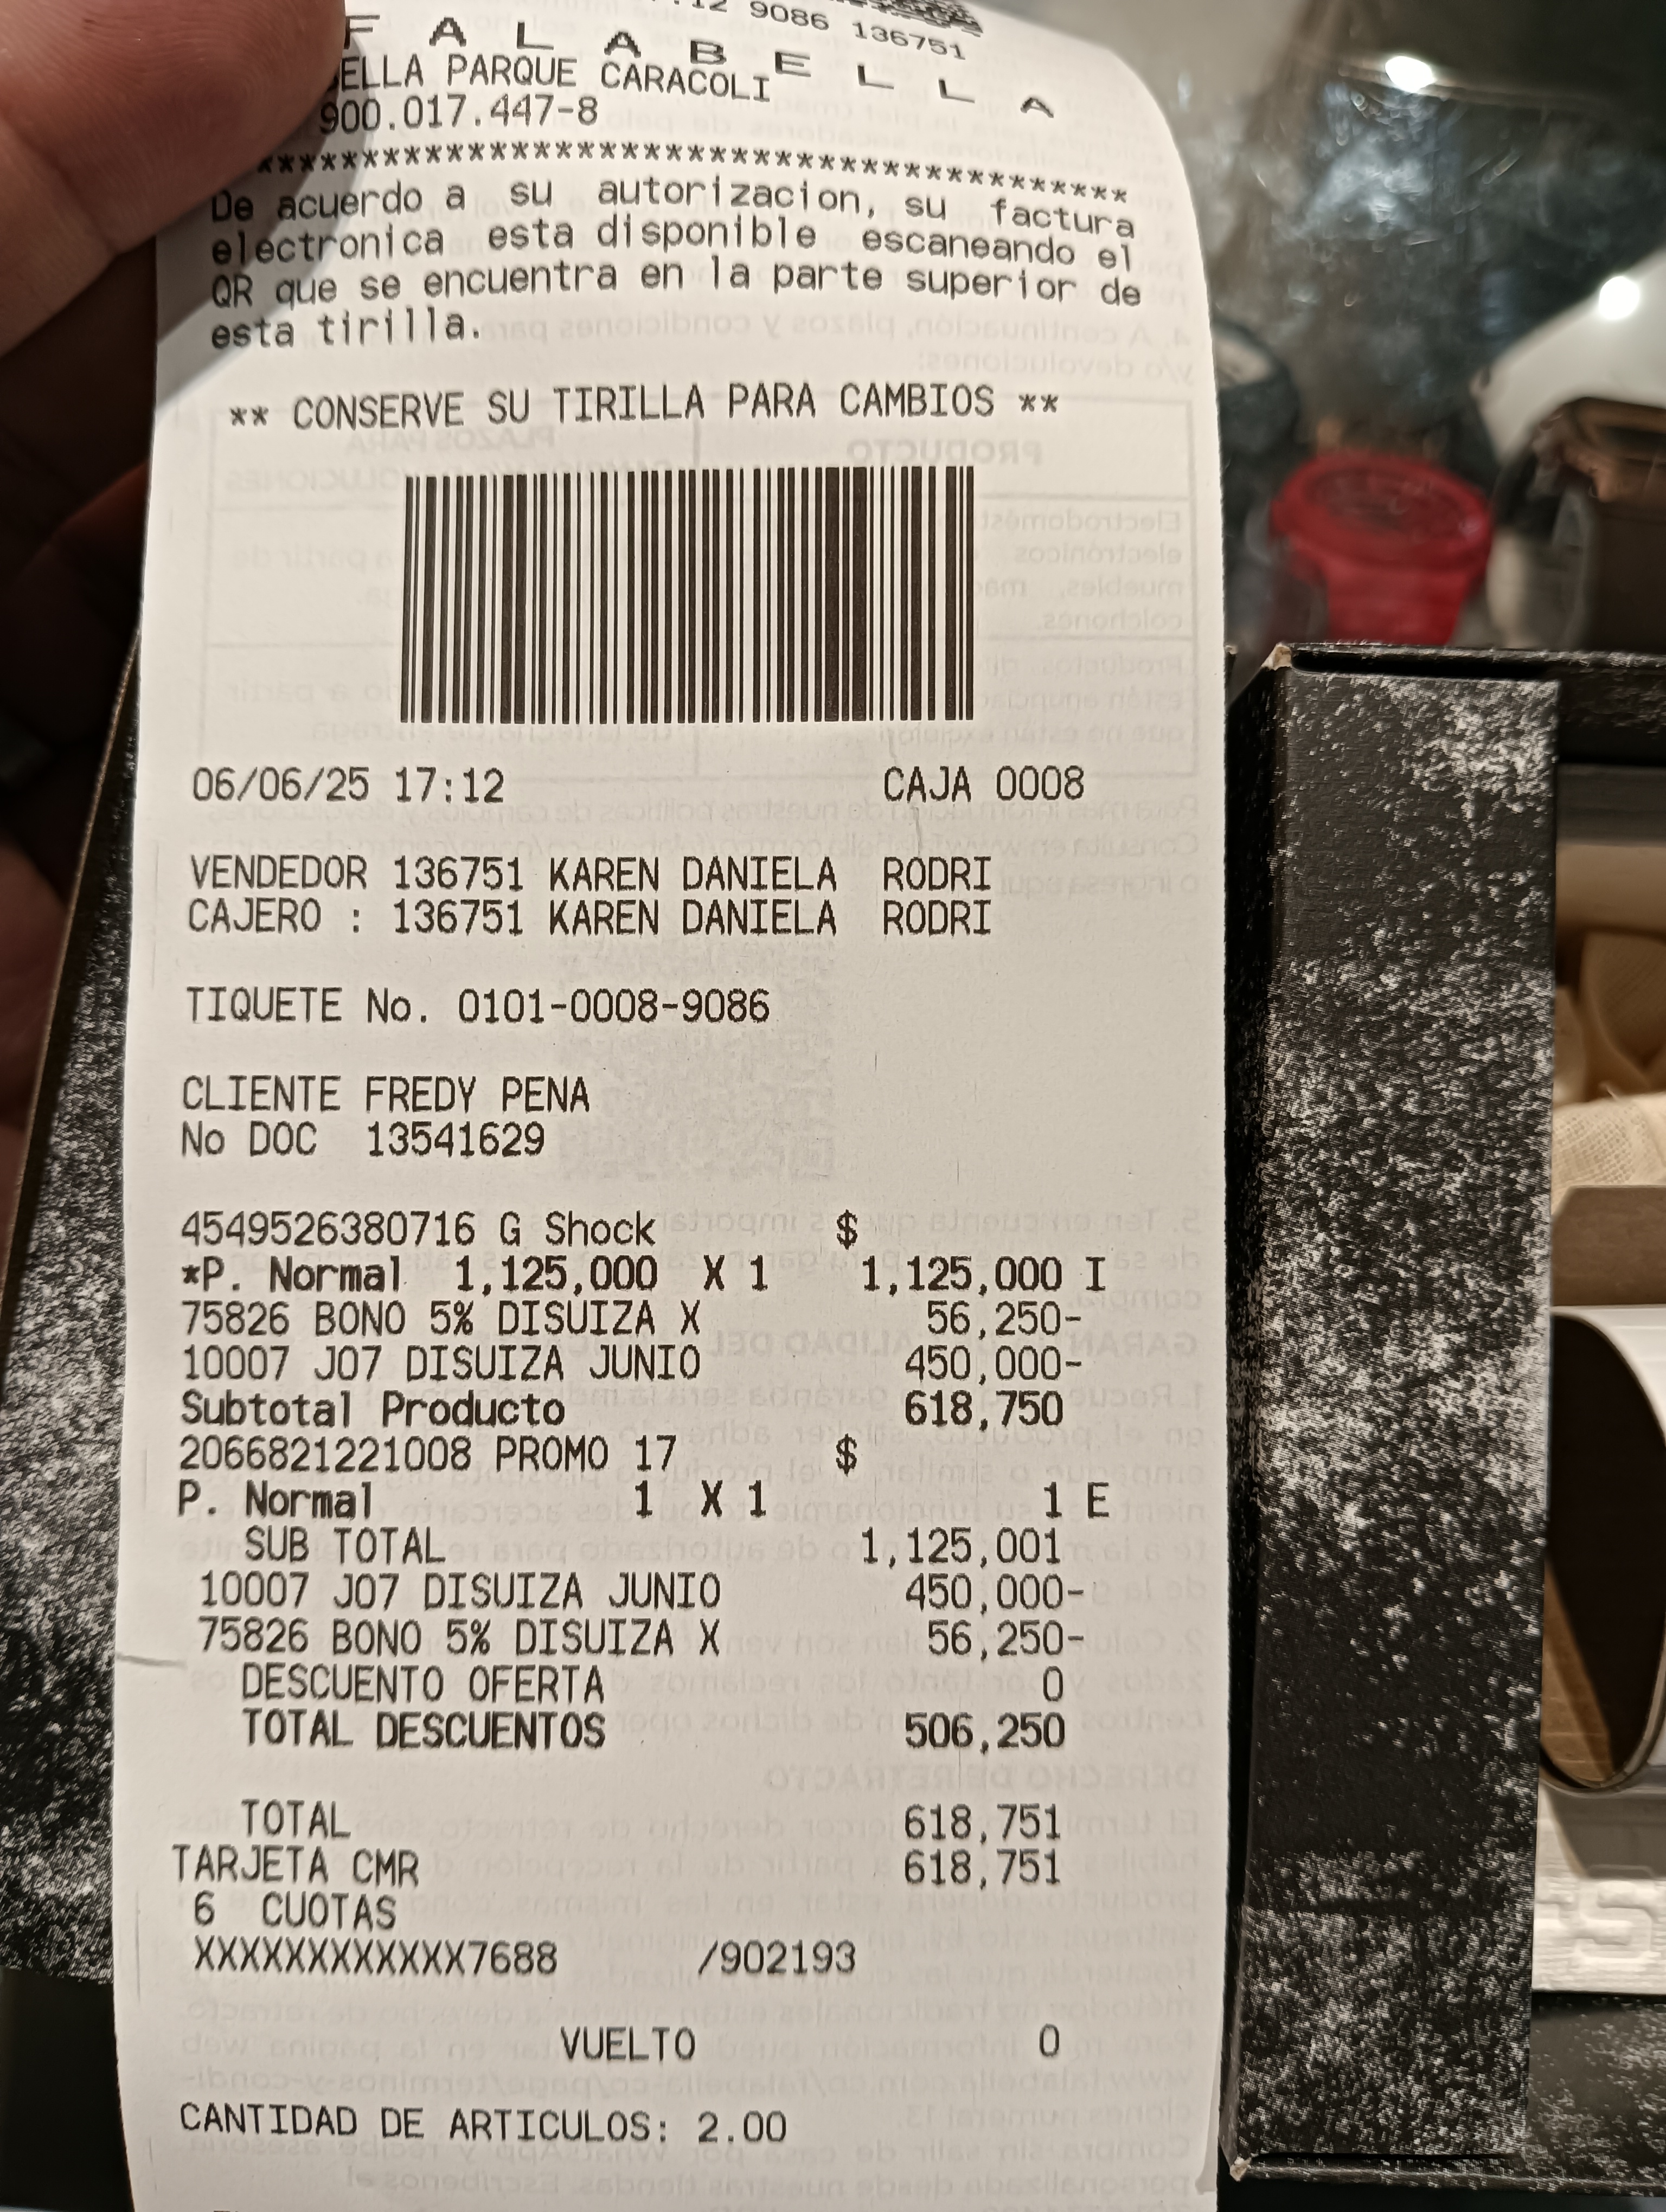 9086 136751
F A L A B E L L A
ELLA PARQUE CARACOLI
900.017.447-8
****************************************
De acuerdo a su autorizacion, su factura
electronica esta disponible escaneando el
QR que se encuentra en la parte superior de
esta tirilla.
** CONSERVE SU TIRILLA PARA CAMBIOS **
06/06/25 17:12 CAJA 0008
VENDEDOR 136751 KAREN DANIELA RODRI
CAJERO : 136751 KAREN DANIELA RODRI
TIQUETE No. 0101-0008-9086
CLIENTE FREDY PENA
No DOC 13541629
4549526380716 G Shock $
*P. Normal 1,125,000 X 1 1,125,000 I
75826 BONO 5% DISUIZA X 56,250-
10007 J07 DISUIZA JUNIO 450,000-
Subtotal Producto 618,750
2066821221008 PROMO 17 $
P. Normal 1 X 1 1 E
SUB TOTAL 1,125,001
10007 J07 DISUIZA JUNIO 450,000-
75826 BONO 5% DISUIZA X 56,250-
DESCUENTO OFERTA 0
TOTAL DESCUENTOS 506,250
TOTAL 618,751
TARJETA CMR 618,751
6 CUOTAS
XXXXXXXXXXXX7688 /902193
VUELTO 0
CANTIDAD DE ARTICULOS: 2.00